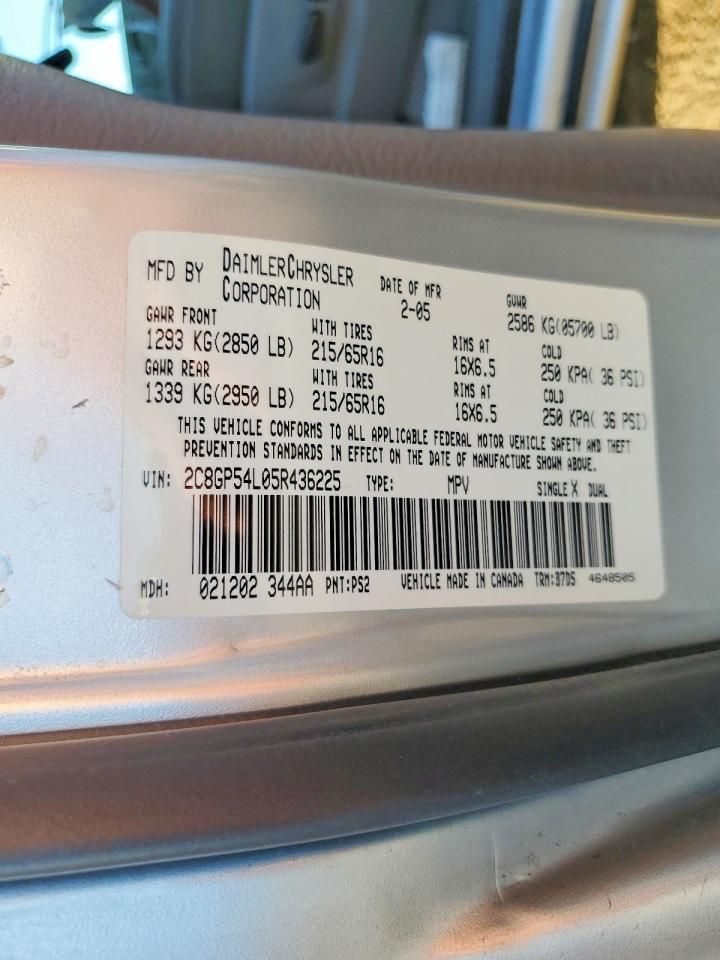 MFD BY DAIMLERCHRYSLER CORPORATION DATE OF MFR 2-05 GVWR 2586 KG(05700 LB)
GAWR FRONT WITH TIRES RIMS AT COLD
1293 KG(2850 LB) 215/65R16 16X6.5 250 KPA( 36 PSI)
GAWR REAR WITH TIRES RIMS AT COLD
1339 KG(2950 LB) 215/65R16 16X6.5 250 KPA( 36 PSI)
THIS VEHICLE CONFORMS TO ALL APPLICABLE FEDERAL MOTOR VEHICLE SAFETY AND THEFT
PREVENTION STANDARDS IN EFFECT ON THE DATE OF MANUFACTURE SHOWN ABOVE.
VIN: 2C8GP54L05R436225 TYPE: MPV SINGLE X DUAL
MDH: 021202 344AA PNT:PS2 VEHICLE MADE IN CANADA TRM:B7D5 4648505